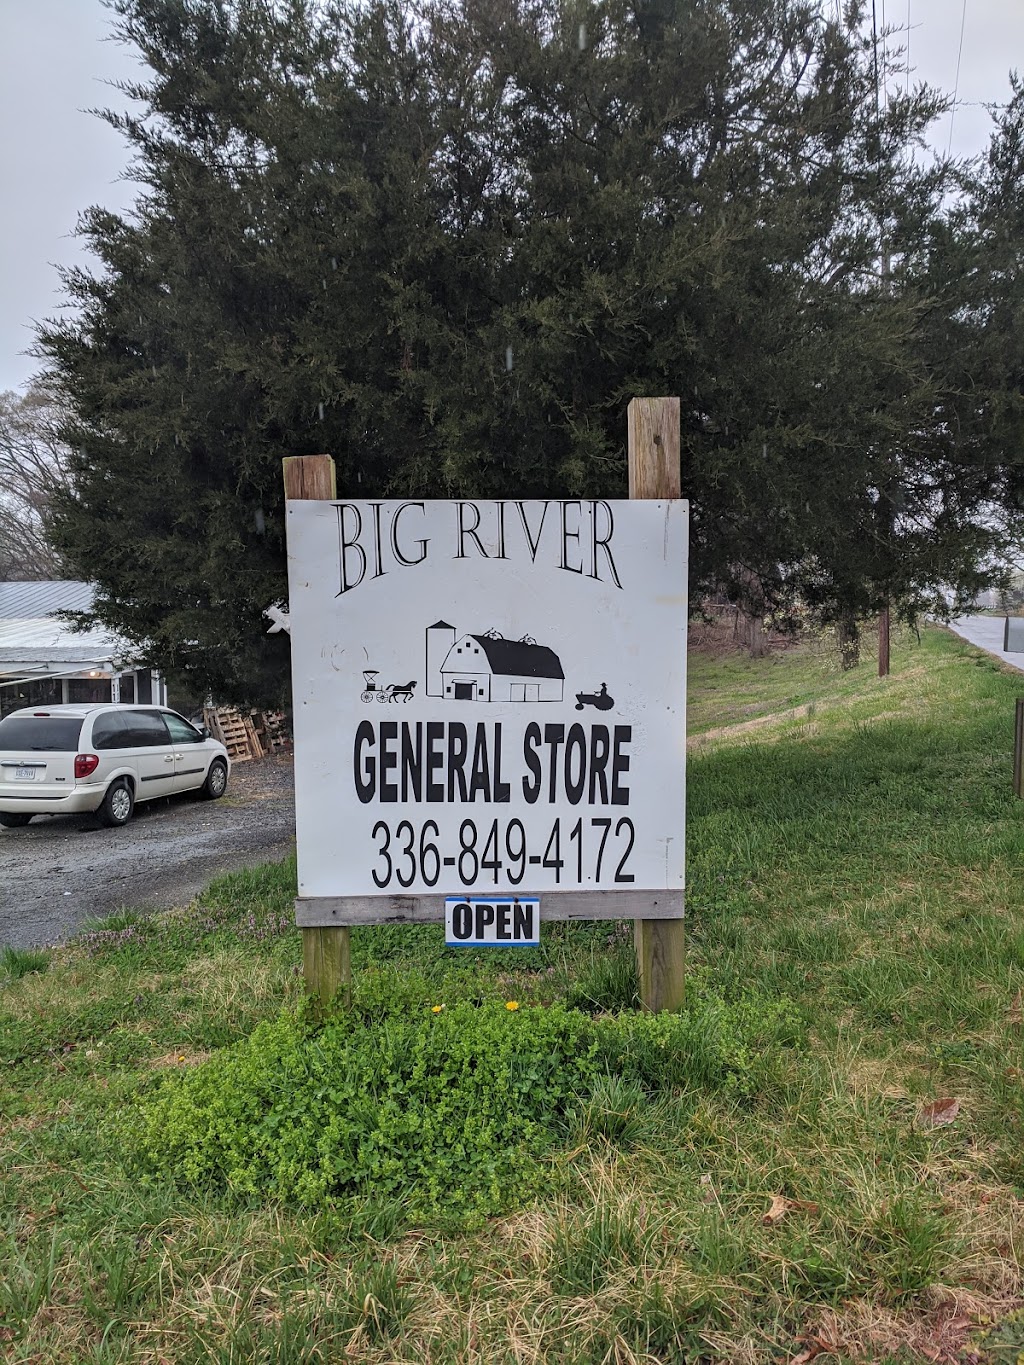 BIG RIVER
GENERAL STORE
336-849-4172
OPEN